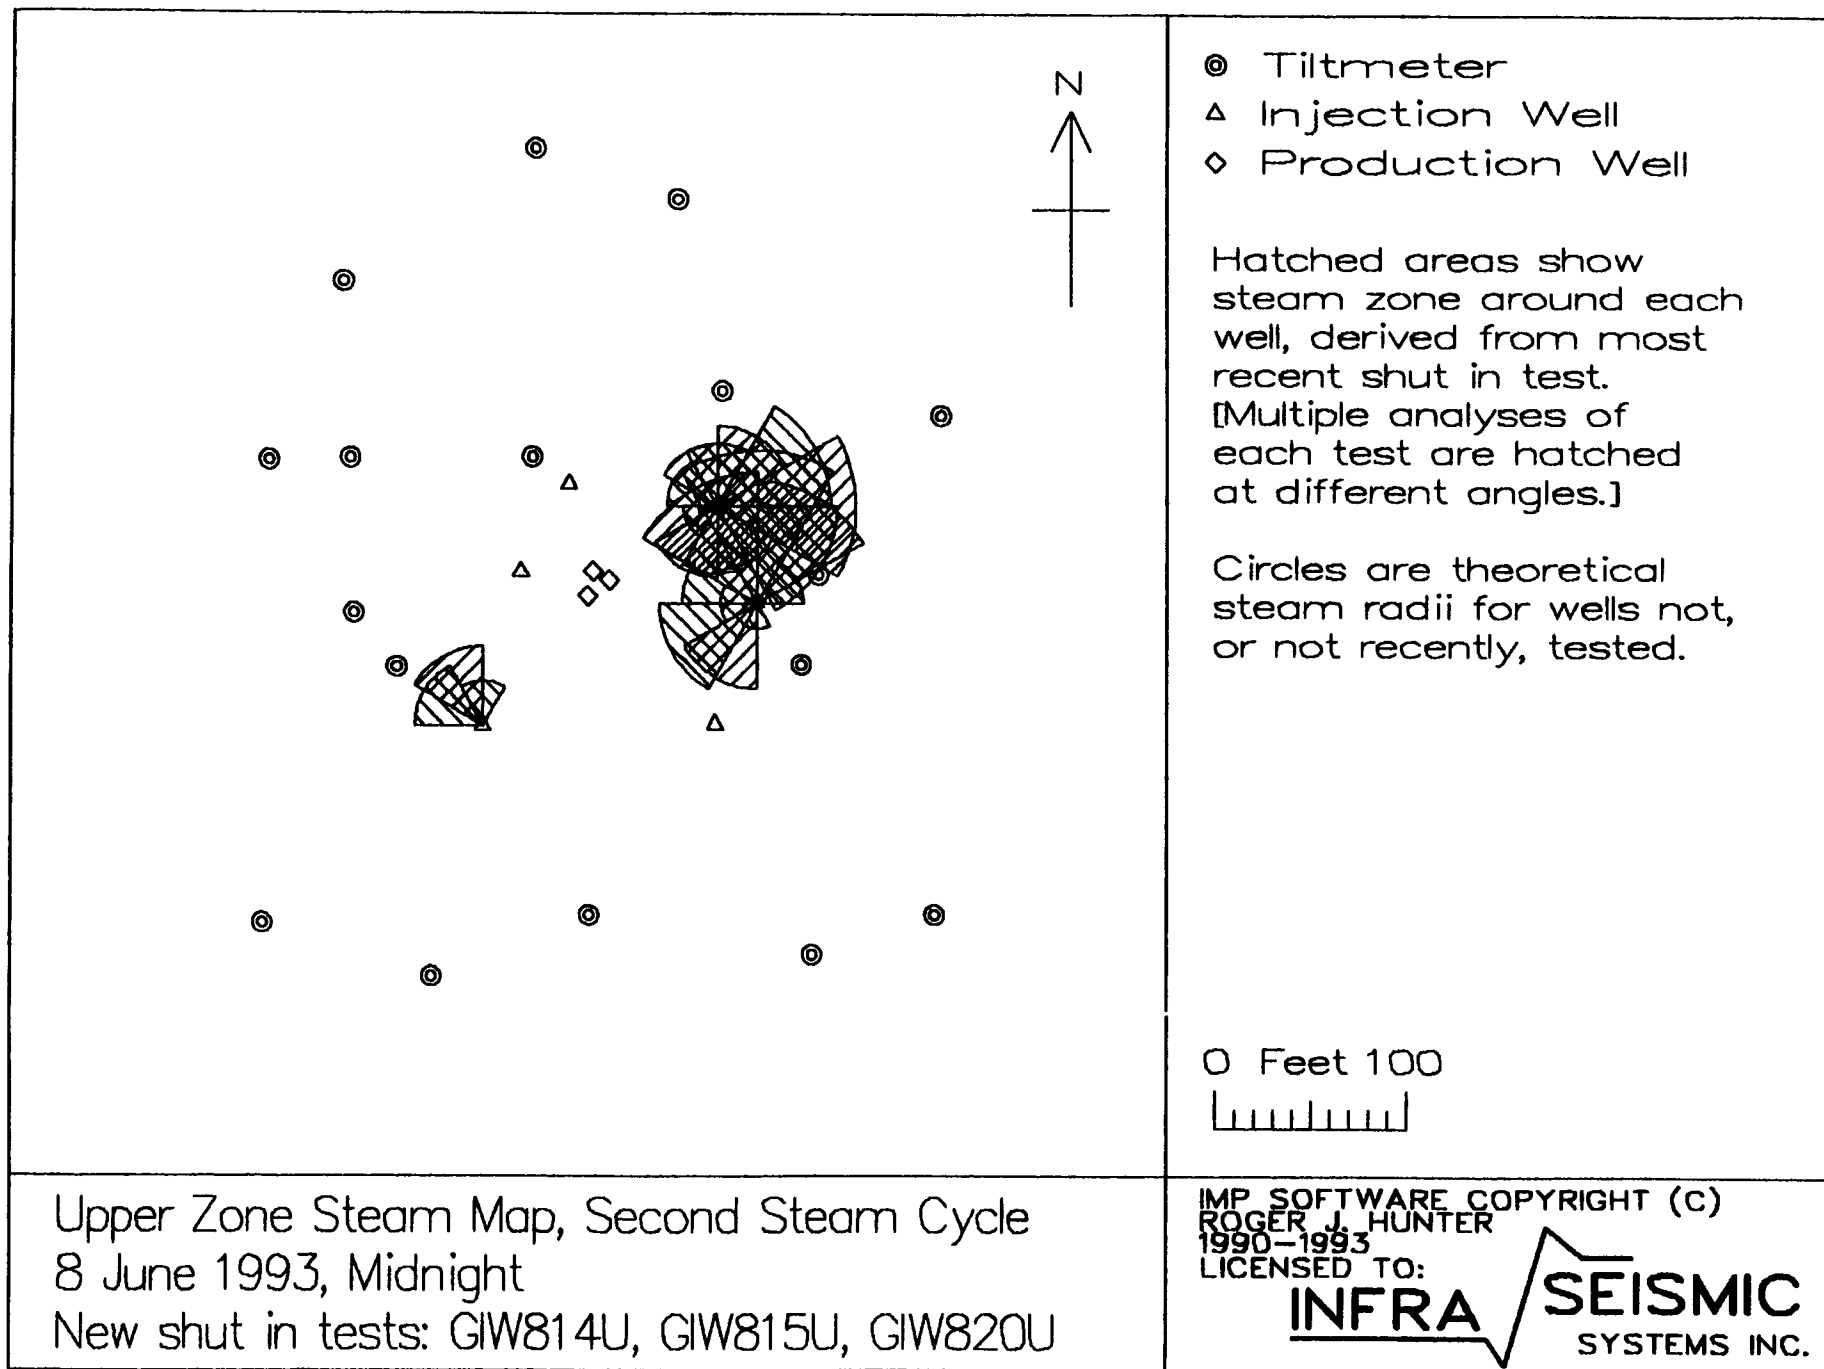 N
Tiltmeter
Injection Well
Production Well
Hatched areas show
steam zone around each
well, derived from most
recent shut in test.
[Multiple analyses of
each test are hatched
at different angles.]
Circles are theoretical
steam radii for wells not,
or not recently, tested.
0 Feet 100
Upper Zone Steam Map, Second Steam Cycle
8 June 1993, Midnight
New shut in tests: GIW814U, GIW815U, GIW820U
IMP SOFTWARE COPYRIGHT (C)
ROGER J. HUNTER
1990-1993
LICENSED TO:
INFRA SEISMIC
SYSTEMS INC.